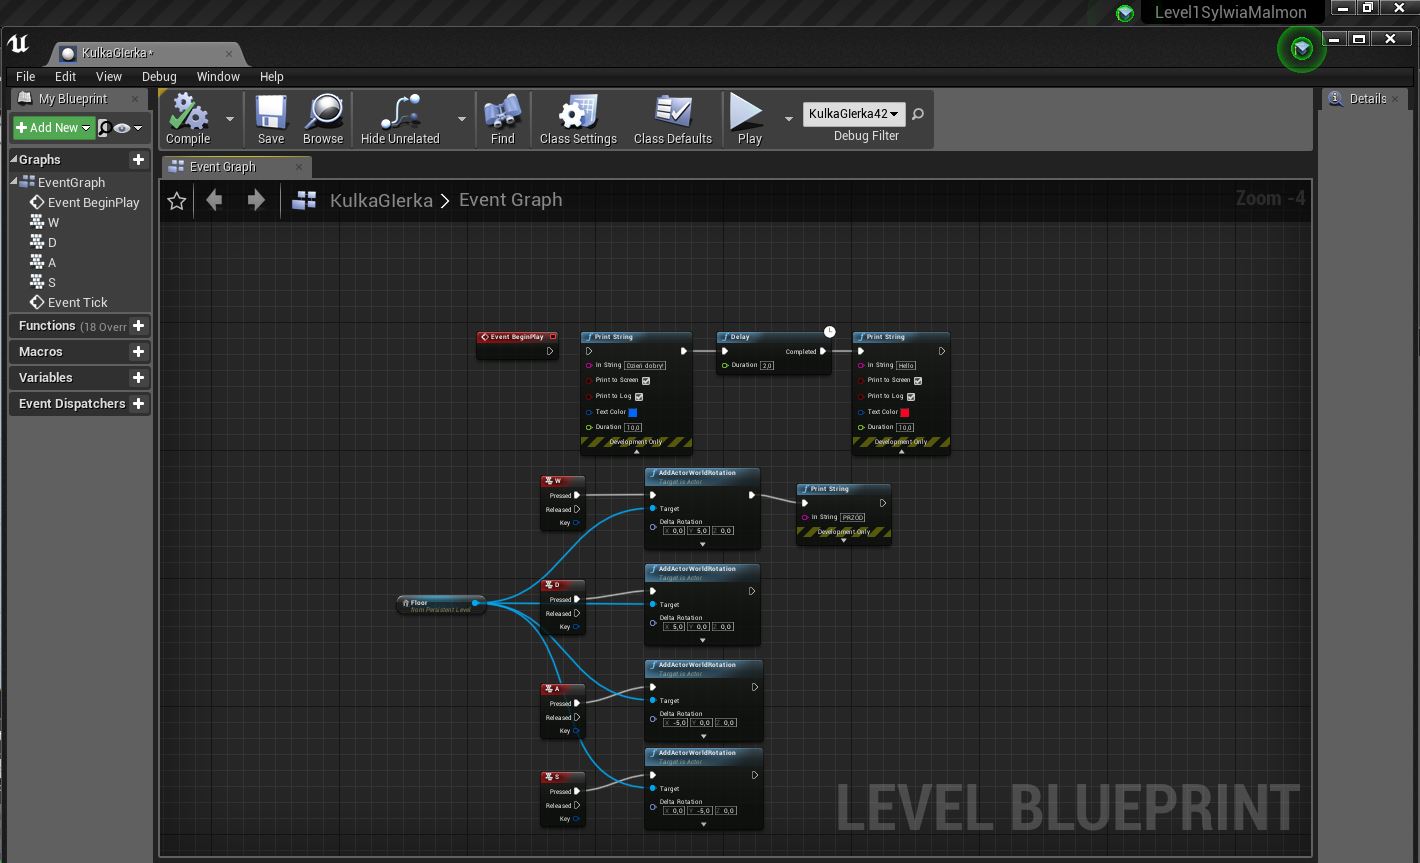 Level1SylwiaMalmon
KulkaGIerka*
File Edit View Debug Window Help
My Blueprint
Add New
Graphs
EventGraph
Event BeginPlay
W
D
A
S
Event Tick
Functions (18 Overr
Macros
Variables
Event Dispatchers
Compile
Save
Browse
Hide Unrelated
Find
Class Settings
Class Defaults
Play
KulkaGIerka42
Debug Filter
Details
Event Graph
KulkaGIerka > Event Graph
Zoom -4
Event BeginPlay
Print String
In String Dzień dobry!
Print to Screen
Print to Log
Text Color
Duration 10,0
Development Only
Delay
Completed
Duration 2,0
Print String
In String Hello
Print to Screen
Print to Log
Text Color
Duration 10,0
Development Only
W
Pressed
Released
Key
AddActorWorldRotation
Target is Actor
Target
Delta Rotation
X 0,0 Y 5,0 Z 0,0
Print String
In String PRZÓD
Development Only
Floor
from Persistent Level
D
Pressed
Released
Key
AddActorWorldRotation
Target is Actor
Target
Delta Rotation
X 5,0 Y 0,0 Z 0,0
A
Pressed
Released
Key
AddActorWorldRotation
Target is Actor
Target
Delta Rotation
X -5,0 Y 0,0 Z 0,0
S
Pressed
Released
Key
AddActorWorldRotation
Target is Actor
Target
Delta Rotation
X 0,0 Y -5,0 Z 0,0
LEVEL BLUEPRINT